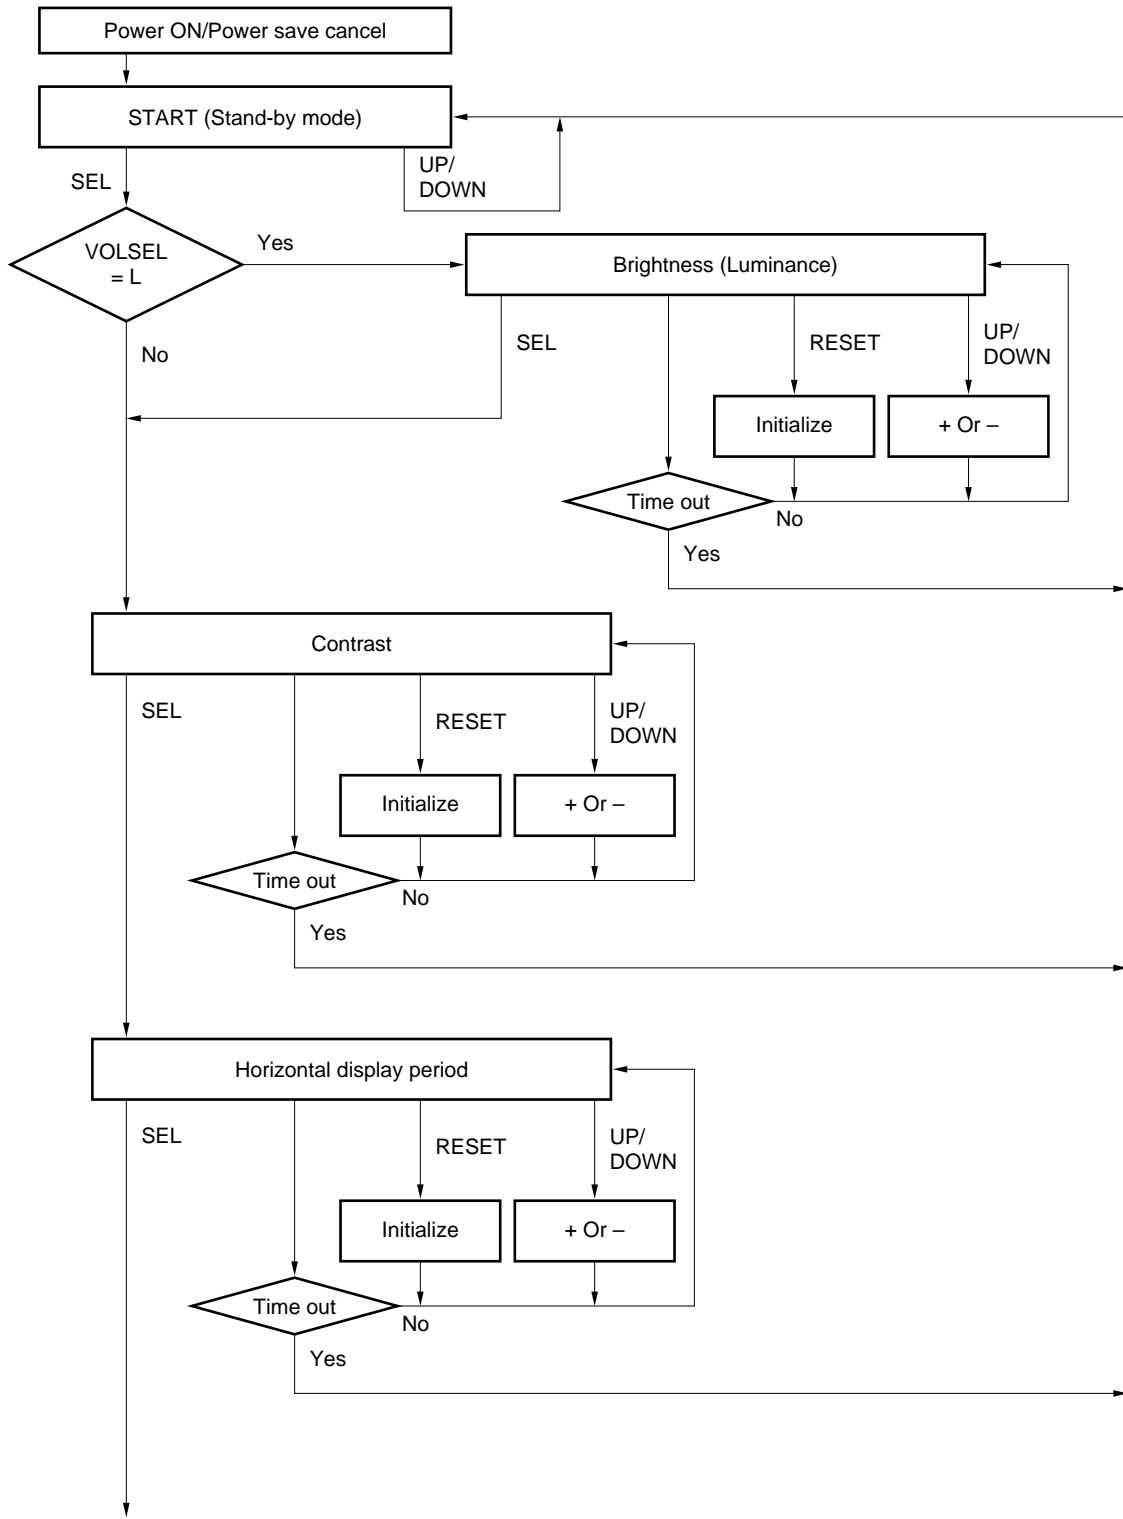 Power ON/Power save cancel
START (Stand-by mode)
UP/
DOWN
SEL
VOLSEL
= L
Yes
No
Brightness (Luminance)
SEL
RESET
UP/
DOWN
Initialize
+ Or –
Time out
No
Yes
Contrast
SEL
RESET
UP/
DOWN
Initialize
+ Or –
Time out
No
Yes
Horizontal display period
SEL
RESET
UP/
DOWN
Initialize
+ Or –
Time out
No
Yes